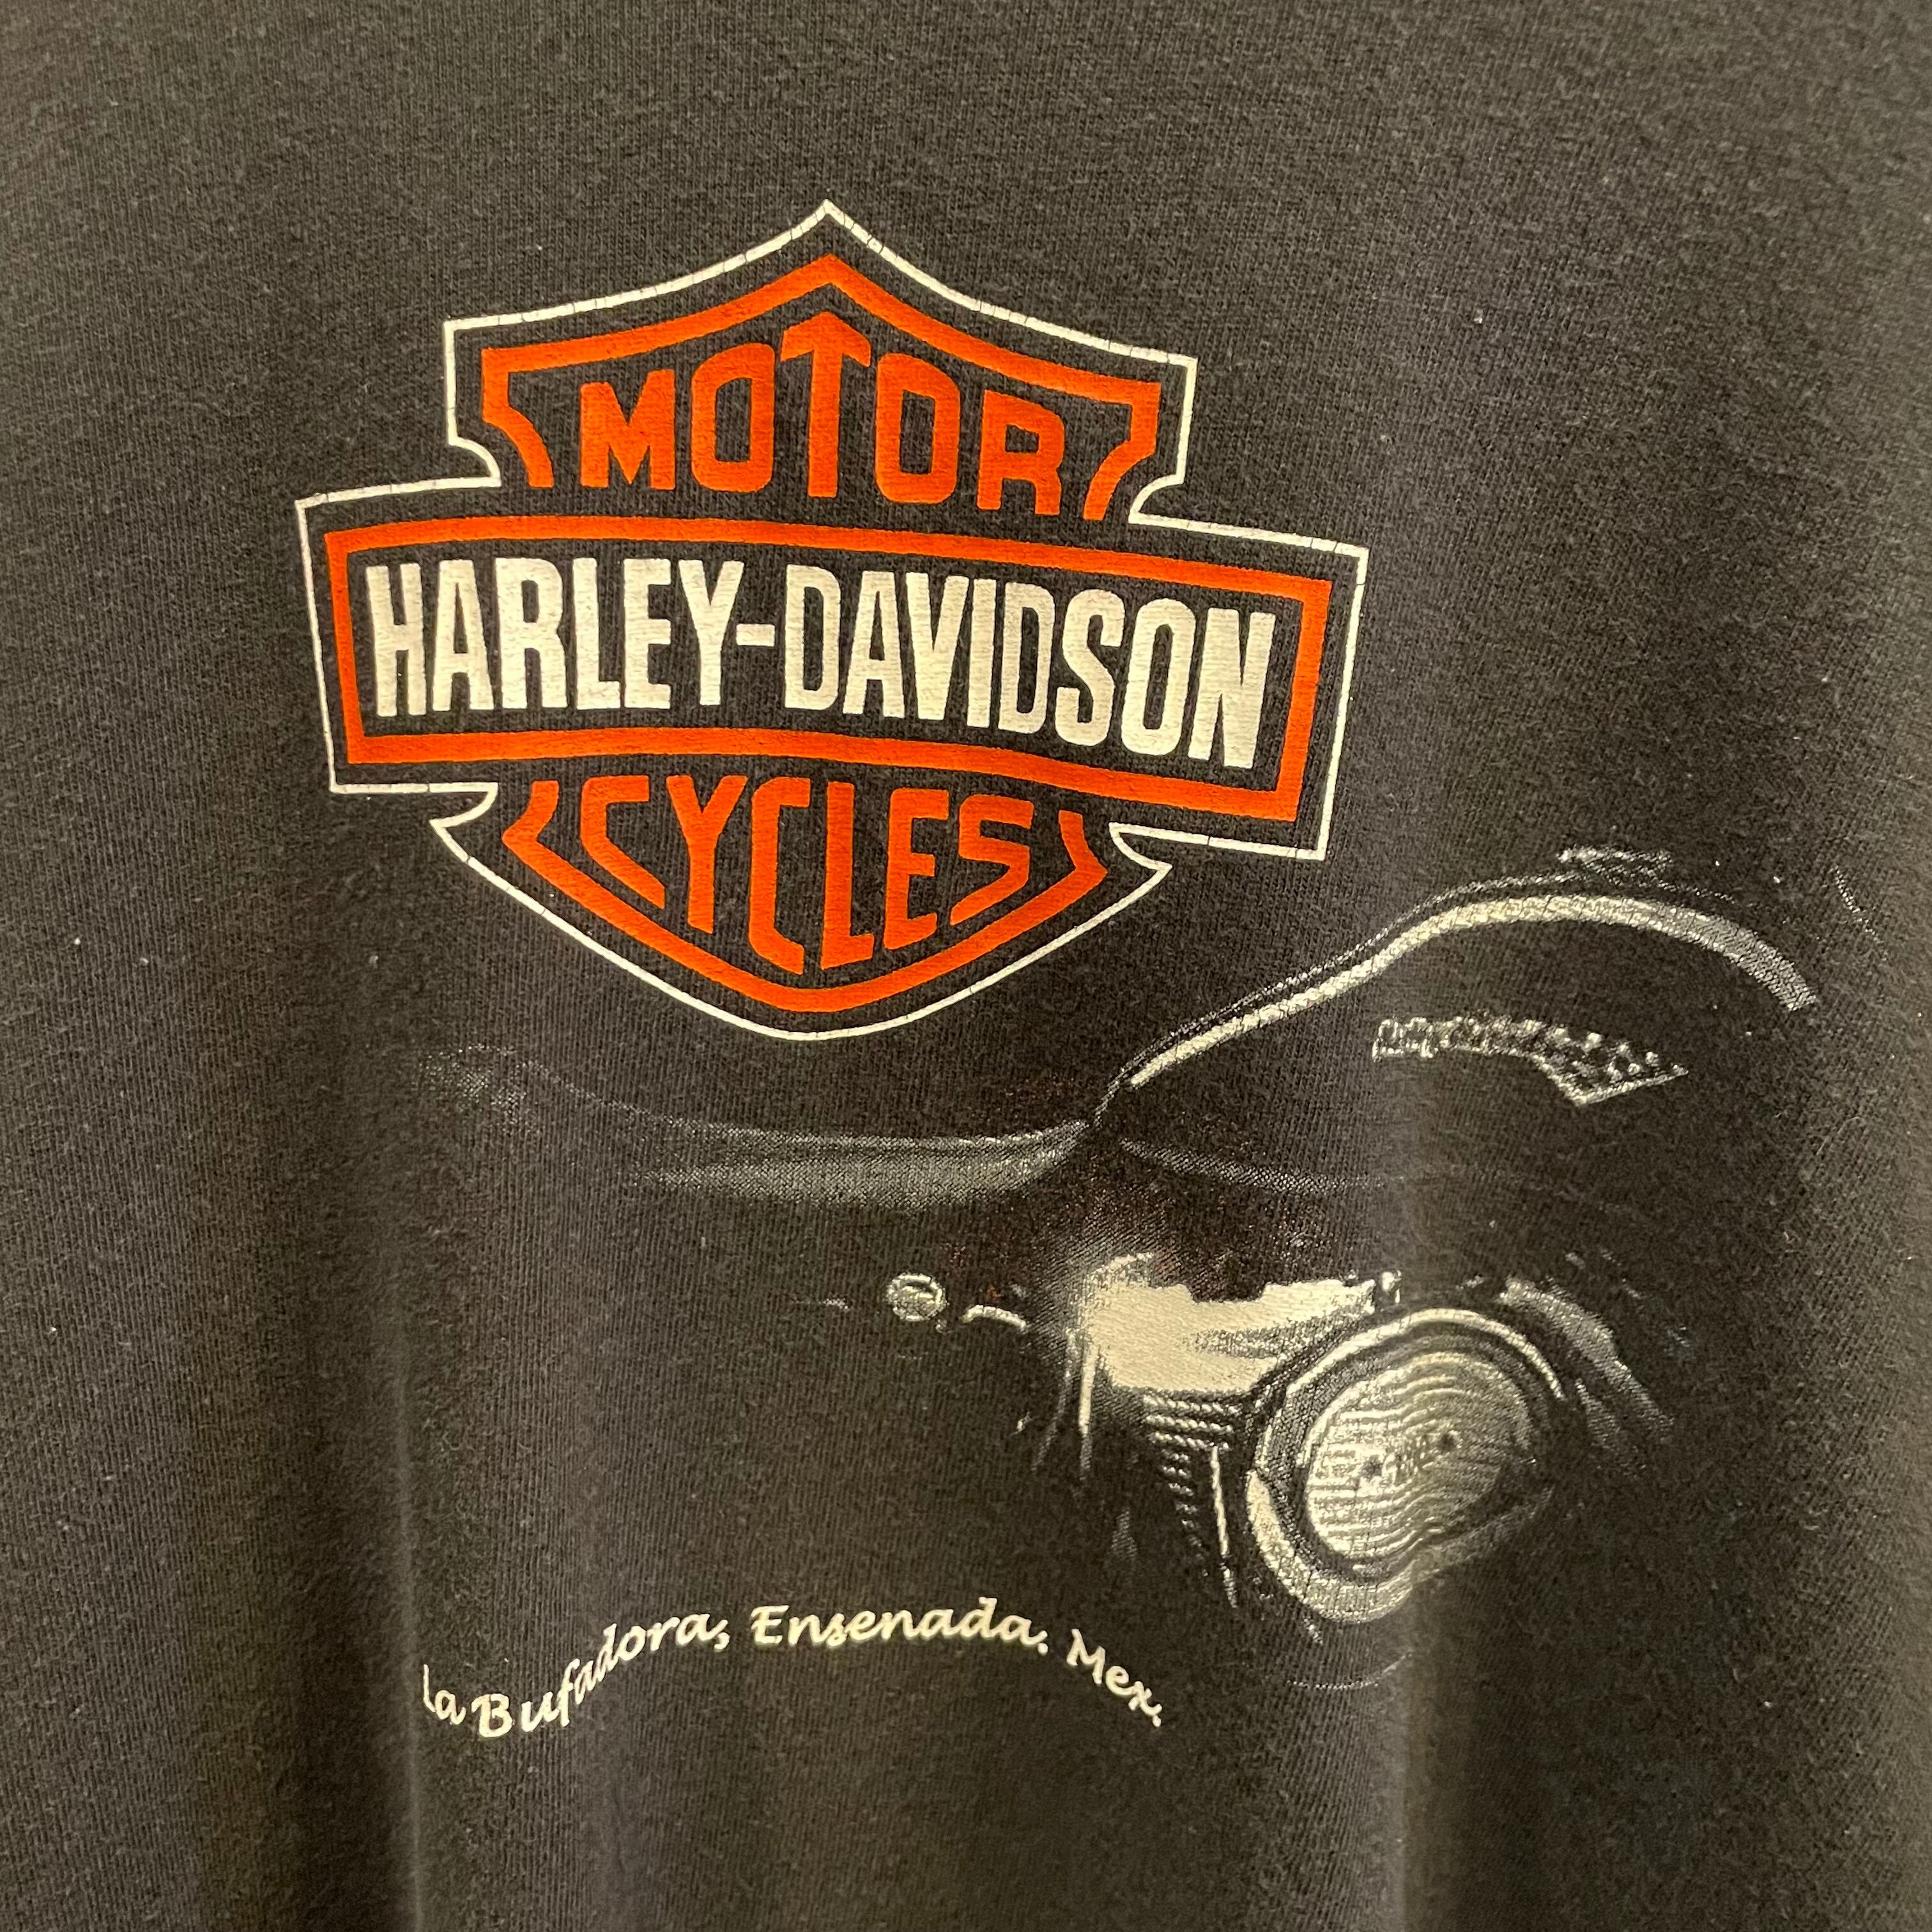 MOTOR
HARLEY-DAVIDSON
CYCLES
La Bufadora, Ensenada. Mex.